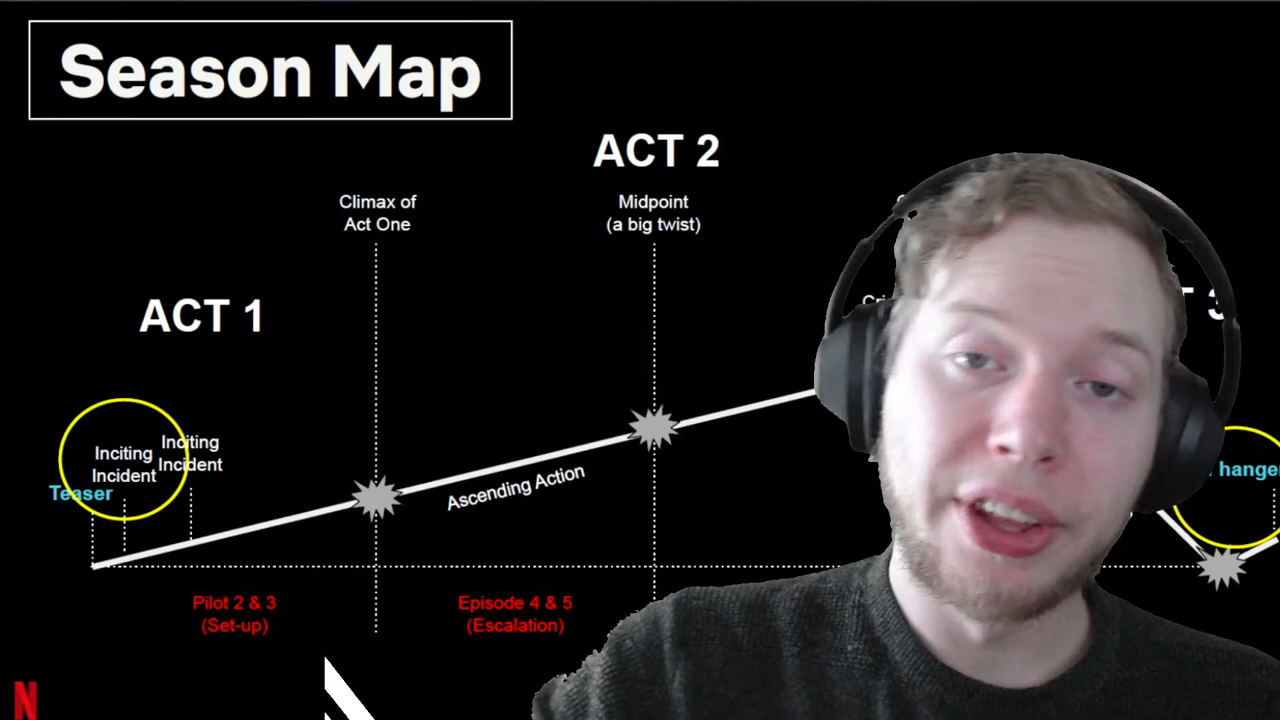 Season Map
ACT 2
Climax of
Act One
Midpoint
(a big twist)
ACT 1
Inciting
Incident
Inciting
Incident
Teaser
Ascending Action
Pilot 2 & 3
(Set-up)
Episode 4 & 5
(Escalation)
N